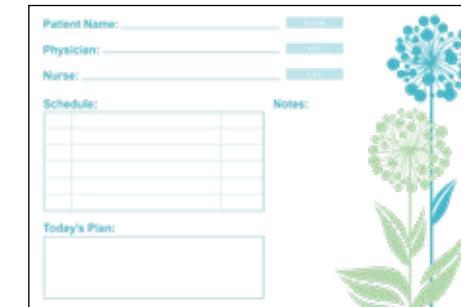 Patient Name:
Physician:
Nurse:
Schedule:
Notes:
Today's Plan: